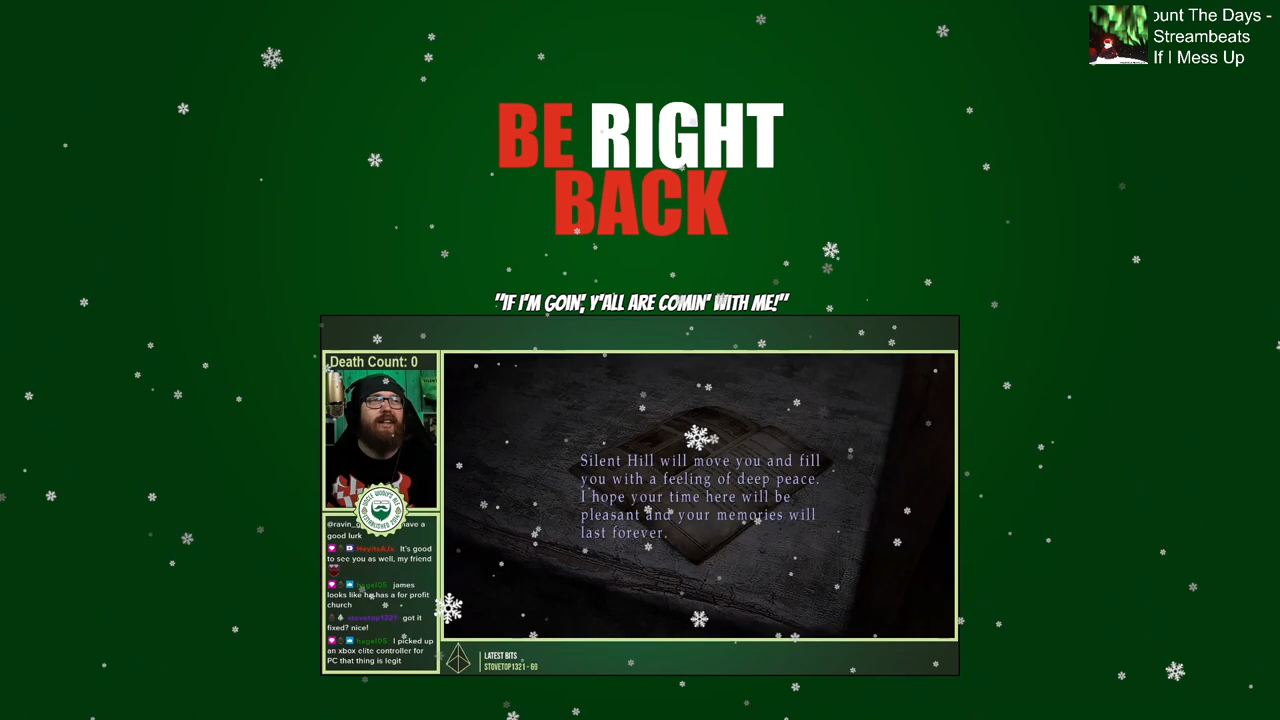 ount The Days -
Streambeats
If I Mess Up
BE RIGHT
BACK
"IF I'M GOIN', Y'ALL ARE COMIN' WITH ME!"
Death Count: 0
Silent Hill will move you and fill
you with a feeling of deep peace.
I hope your time here will be
pleasant and your memories will
last forever.
good lurk
HeyItsAJx It's good
to see you as well, my friend
hagel05 james
looks like he has a for profit
church
stovetop1321 got it
fixed? nice!
hagel05 I picked up
an xbox elite controller for
PC that thing is legit
LATEST BITS
STOVETOP1321 - 69